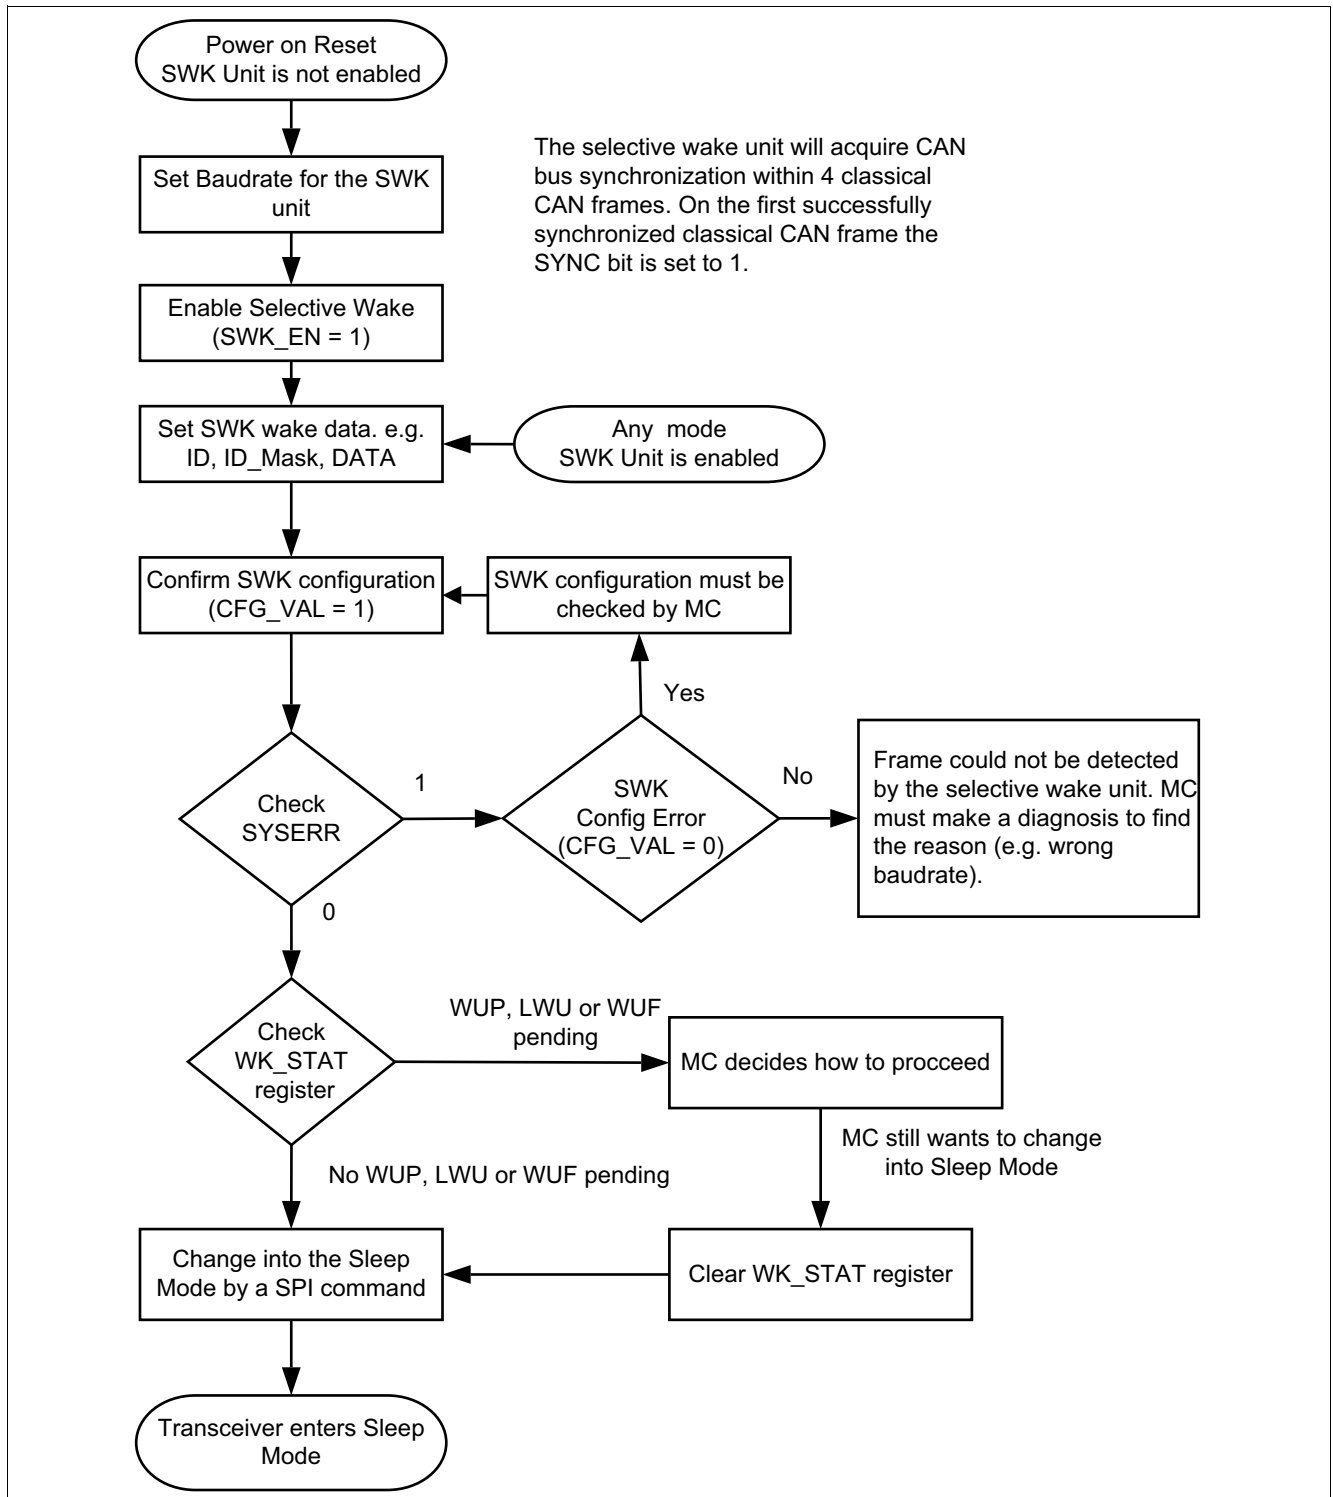 Power on Reset
SWK Unit is not enabled
The selective wake unit will acquire CAN
bus synchronization within 4 classical
CAN frames. On the first successfully
synchronized classical CAN frame the
SYNC bit is set to 1.
Set Baudrate for the SWK
unit
Enable Selective Wake
(SWK_EN = 1)
Set SWK wake data. e.g.
ID, ID_Mask, DATA
Any mode
SWK Unit is enabled
Confirm SWK configuration
(CFG_VAL = 1)
SWK configuration must be
checked by MC
Yes
Check
SYSERR
1
SWK
Config Error
(CFG_VAL = 0)
No
Frame could not be detected
by the selective wake unit. MC
must make a diagnosis to find
the reason (e.g. wrong
baudrate).
0
Check
WK_STAT
register
WUP, LWU or WUF
pending
MC decides how to procceed
MC still wants to change
into Sleep Mode
No WUP, LWU or WUF pending
Change into the Sleep
Mode by a SPI command
Clear WK_STAT register
Transceiver enters Sleep
Mode